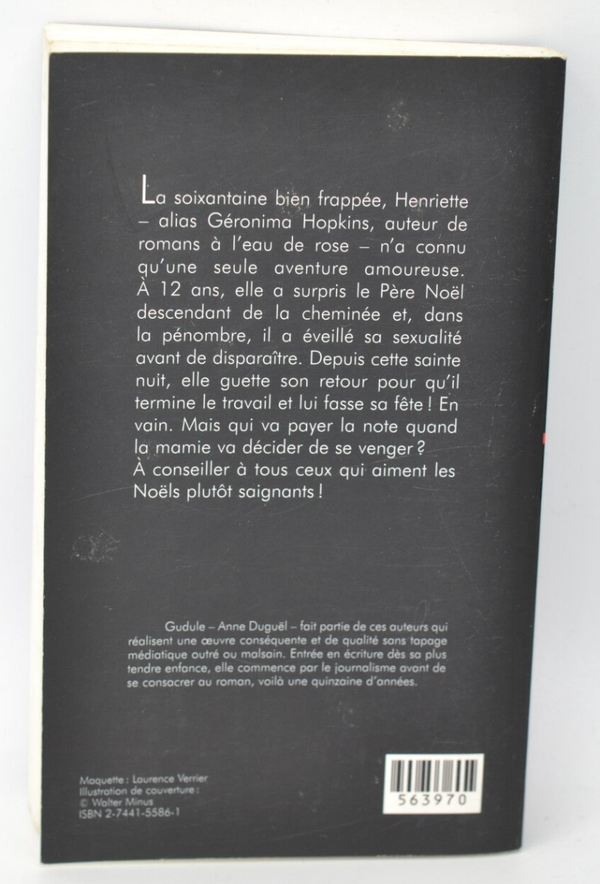 La soixantaine bien frappée, Henriette
– alias Géronima Hopkins, auteur de
romans à l'eau de rose – n'a connu
qu'une seule aventure amoureuse.
À 12 ans, elle a surpris le Père Noël
descendant de la cheminée et, dans
la pénombre, il a éveillé sa sexualité
avant de disparaître. Depuis cette sainte
nuit, elle guette son retour pour qu'il
termine le travail et lui fasse sa fête ! En
vain. Mais qui va payer la note quand
la mamie va décider de se venger ?
À conseiller à tous ceux qui aiment les
Noëls plutôt saignants !
Gudule – Anne Duguël – fait partie de ces auteurs qui
réalisent une œuvre conséquente et de qualité sans tapage
médiatique outré ou malsain. Entrée en écriture dès sa plus
tendre enfance, elle commence par le journalisme avant de
se consacrer au roman, voilà une quinzaine d'années.
Maquette : Laurence Verrier
Illustration de couverture :
© Walter Minus
ISBN 2-7441-5586-1
563970